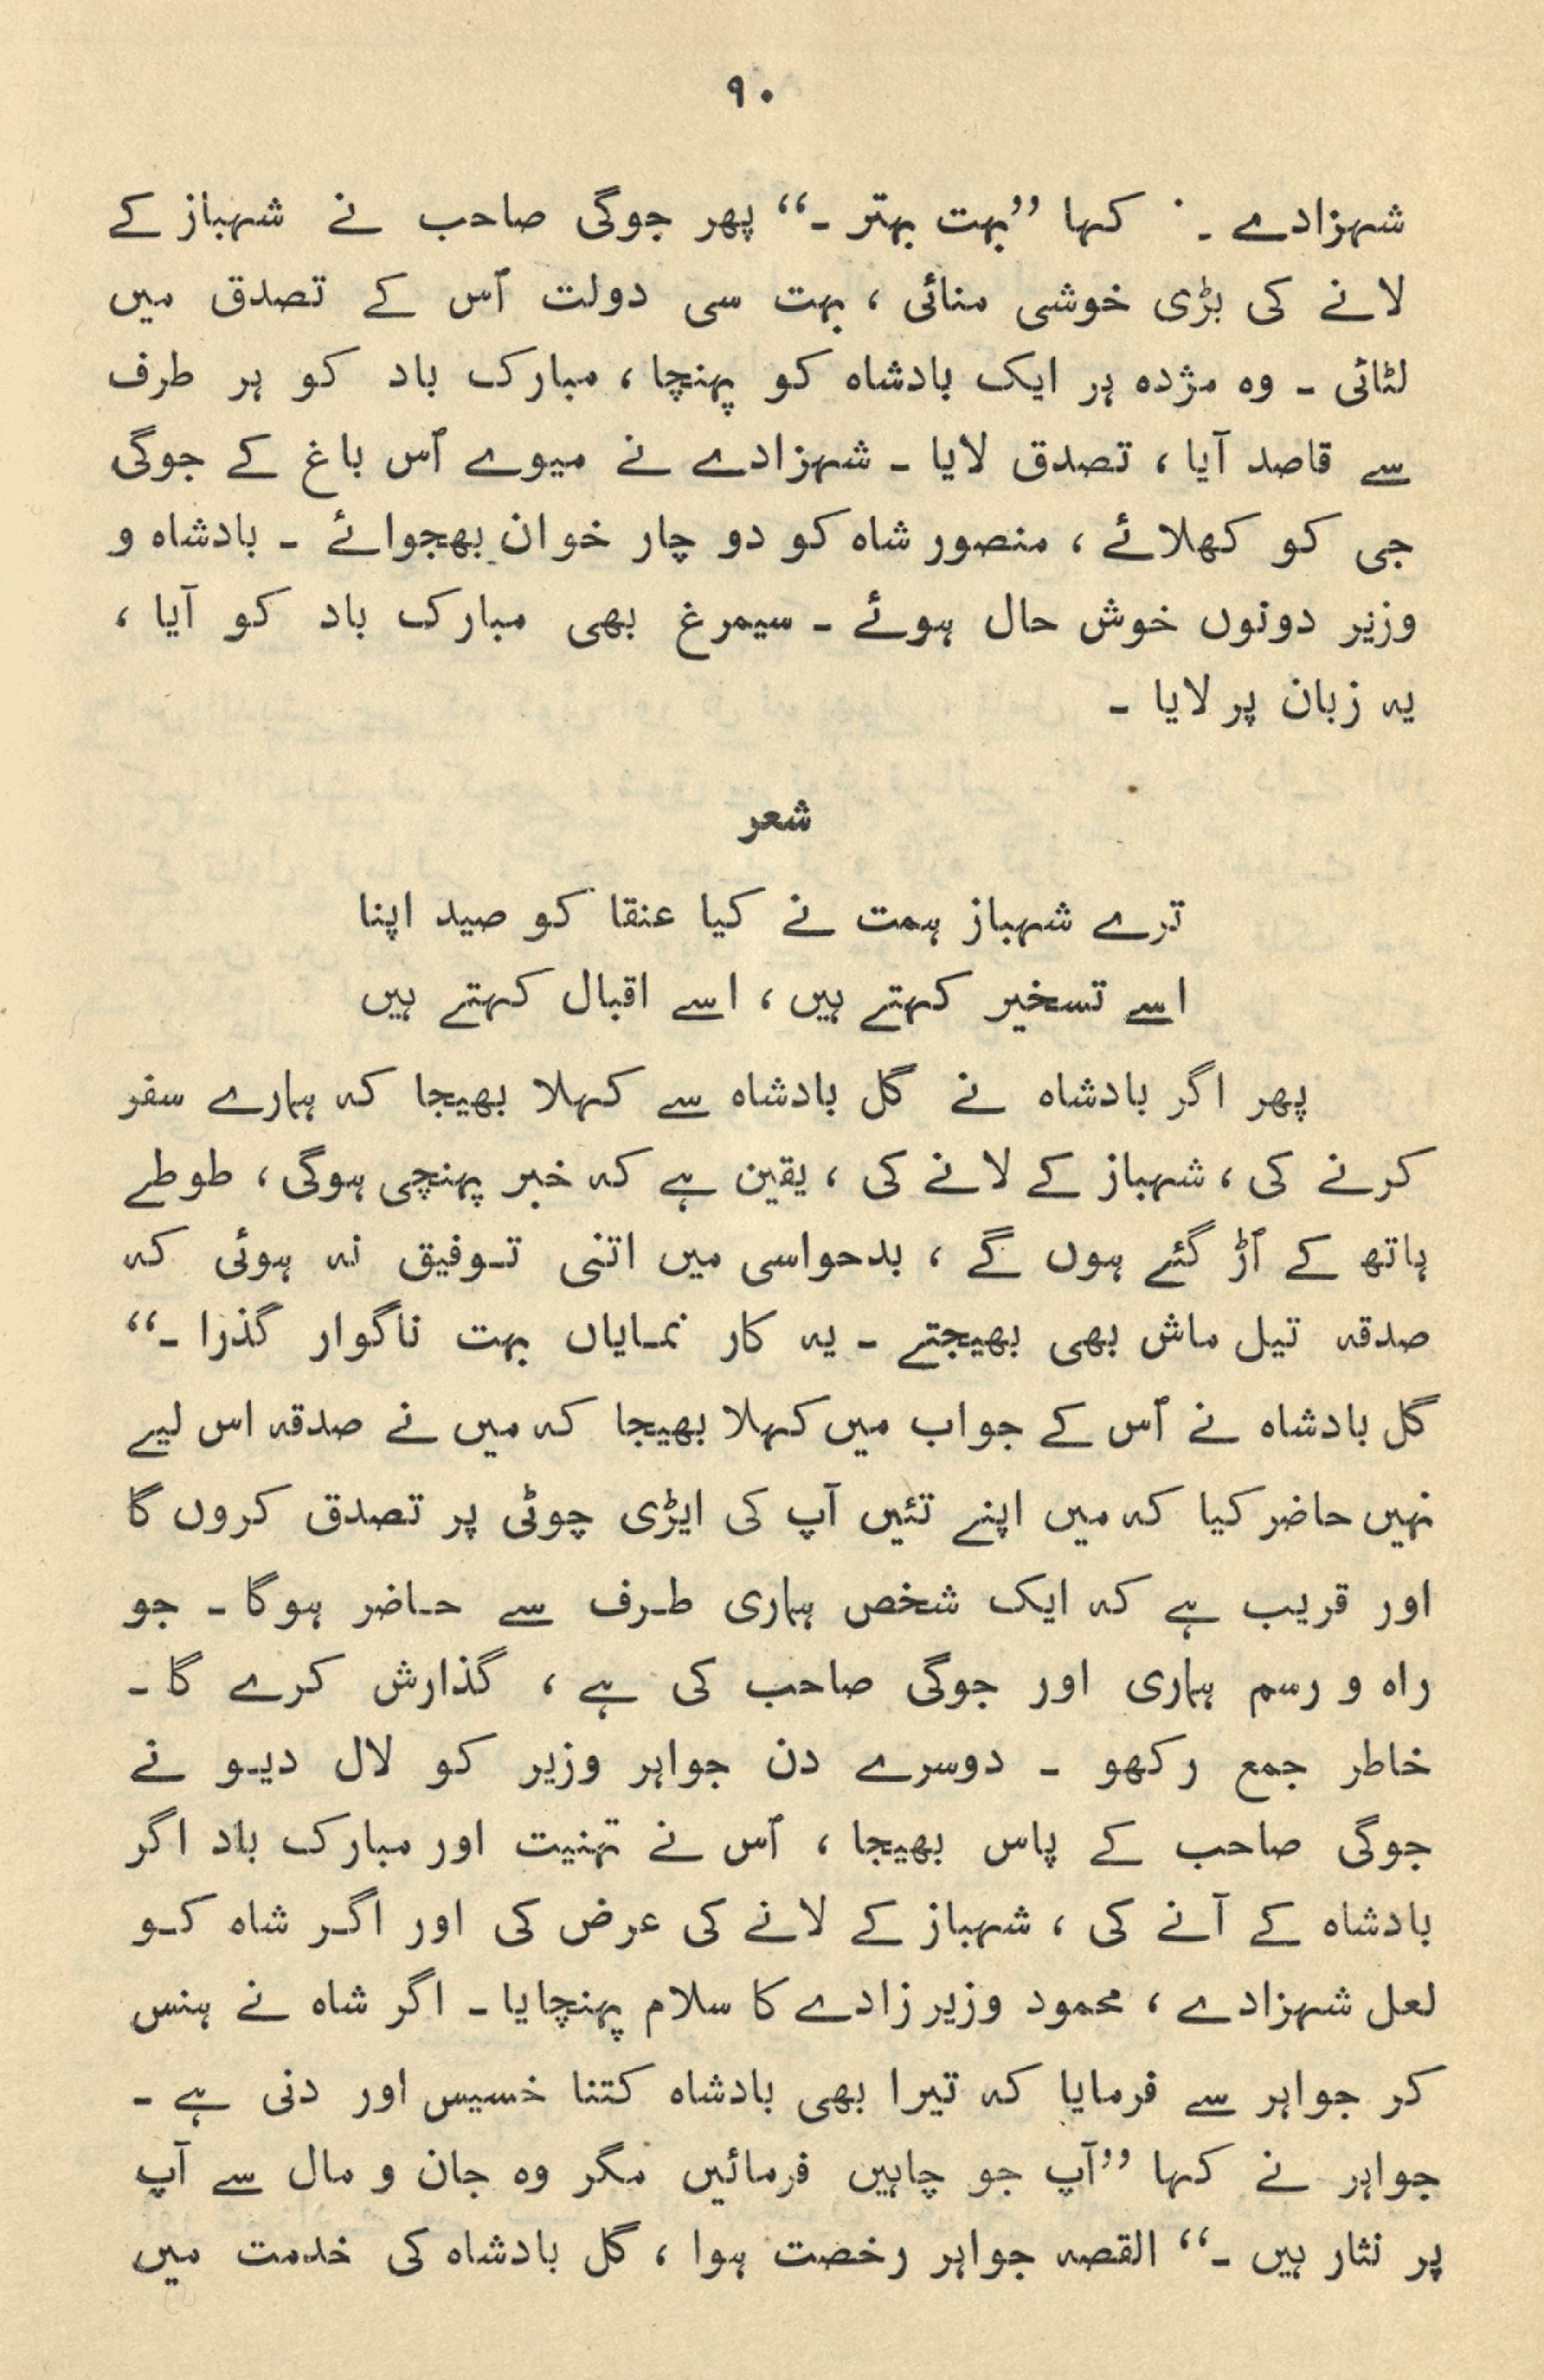 ۹۰
شہزادے ۔ کہا ’’بہت بہتر ۔‘‘ پھر جوگی صاحب نے شہباز کے
لانے کی بڑی خوشی منائی ، بہت سی دولت اُس کے تصدق میں
لٹائی ۔ وہ مژدہ ہر ایک بادشاہ کو پہنچا ، مبارک باد کو ہر طرف
سے قاصد آیا ، تصدق لایا ۔ شہزادے نے میوے اُس باغ کے جوگی
جی کو کھلائے ، منصور شاہ کو دو چار خوان بھجوائے ۔ بادشاہ و
وزیر دونوں خوش حال ہوئے ۔ سیمرغ بھی مبارک باد کو آیا ،
یہ زبان پر لایا ۔
شعر
ترے شہباز ہمت نے کیا عنقا کو صید اپنا
اسے تسخیر کہتے ہیں ، اسے اقبال کہتے ہیں
پھر اگر بادشاہ نے گل بادشاہ سے کہلا بھیجا کہ ہمارے سفر
کرنے کی ، شہباز کے لانے کی ، یقین ہے کہ خبر پہنچی ہوگی ، طوطے
ہاتھ کے اُڑ گئے ہوں گے ، بدحواسی میں اتنی توفیق نہ ہوئی کہ
صدقہ تیل ماش بھی بھیجتے ۔ یہ کار نمایاں بہت ناگوار گذرا ۔‘‘
گل بادشاہ نے اُس کے جواب میں کہلا بھیجا کہ میں نے صدقہ اس لیے
نہیں حاضر کیا کہ میں اپنے تئیں آپ کی ایڑی چوٹی پر تصدق کروں گا
اور قریب ہے کہ ایک شخص ہماری طرف سے حاضر ہوگا ۔ جو
راہ و رسم ہماری اور جوگی صاحب کی ہے ، گذارش کرے گا ۔
خاطر جمع رکھو ۔ دوسرے دن جواہر وزیر کو لال دیو نے
جوگی صاحب کے پاس بھیجا ، اُس نے تہنیت اور مبارک باد اگر
بادشاہ کے آنے کی ، شہباز کے لانے کی عرض کی اور اگر شاہ کو
لعل شہزادے ، محمود وزیر زادے کا سلام پہنچایا ۔ اگر شاہ نے ہنس
کر جواہر سے فرمایا کہ تیرا بھی بادشاہ کتنا خسیس اور دنی ہے ۔
جواہر نے کہا ’’آپ جو چاہیں فرمائیں مگر وہ جان و مال سے آپ
پر نثار ہیں ۔‘‘ القصہ جواہر رخصت ہوا ، گل بادشاہ کی خدمت میں